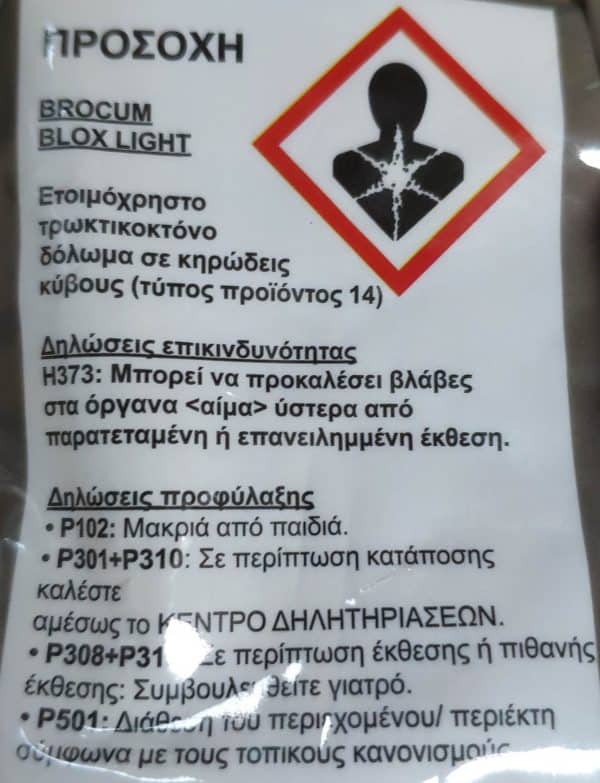 ΠΡΟΣΟΧΗ
BROCUM
BLOX LIGHT
Ετοιμόχρηστο
τρωκτικοκτόνο
δόλωμα σε κηρώδεις
κύβους (τύπος προϊόντος 14)
Δηλώσεις επικινδυνότητας
H373: Μπορεί να προκαλέσει βλάβες
στα όργανα <αίμα> ύστερα από
παρατεταμένη ή επανειλημμένη έκθεση.
Δηλώσεις προφύλαξης
• P102: Μακριά από παιδιά.
• P301+P310: Σε περίπτωση κατάποσης
καλέστε
αμέσως το ΚΕΝΤΡΟ ΔΗΛΗΤΗΡΙΑΣΕΩΝ.
• Σε περίπτωση έκθεσης ή πιθανής
έκθεσης: Συμβουλευθείτε γιατρό.
• P501: Διάθεση του περιεχομένου/ περιέκτη
σύμφωνα με τους τοπικούς κανονισμούς